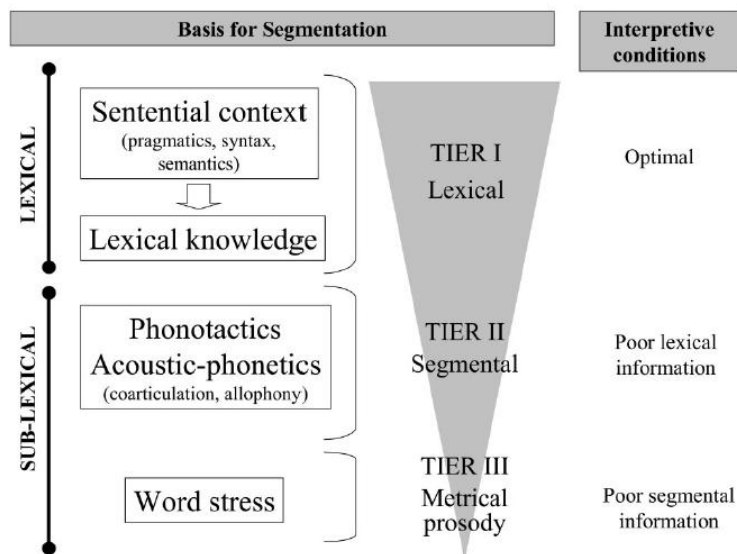 Basis for Segmentation
Interpretive
conditions
LEXICAL
Sentential context
(pragmatics, syntax,
semantics)
Lexical knowledge
TIER I
Lexical
Optimal
SUB-LEXICAL
Phonotactics
Acoustic-phonetics
(coarticulation, allophony)
TIER II
Segmental
Poor lexical
information
Word stress
TIER III
Metrical
prosody
Poor segmental
information